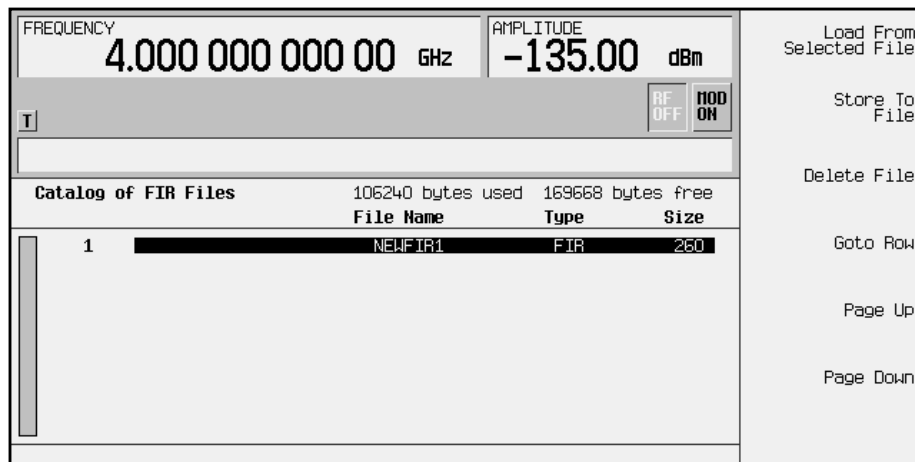 FREQUENCY
4.000 000 000 00 GHz
AMPLITUDE
-135.00 dBm
RF OFF
MOD ON
T
Catalog of FIR Files 106240 bytes used 169668 bytes free
File Name Type Size
1 NEWFIR1 FIR 260
Load From
Selected File
Store To
File
Delete File
Goto Row
Page Up
Page Down